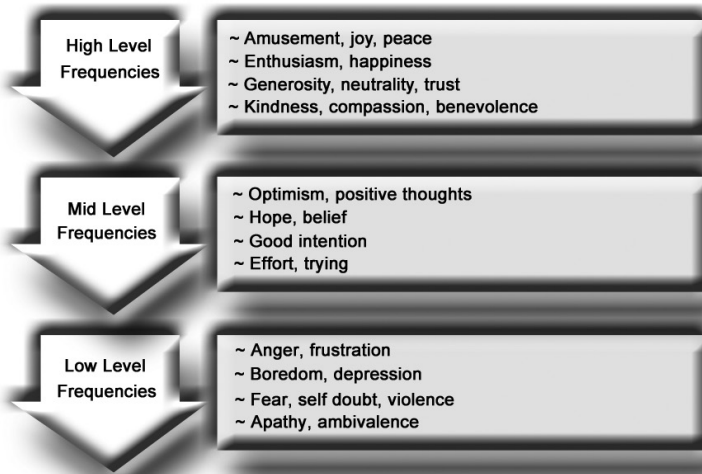 High Level
Frequencies
~ Amusement, joy, peace
~ Enthusiasm, happiness
~ Generosity, neutrality, trust
~ Kindness, compassion, benevolence
Mid Level
Frequencies
~ Optimism, positive thoughts
~ Hope, belief
~ Good intention
~ Effort, trying
Low Level
Frequencies
~ Anger, frustration
~ Boredom, depression
~ Fear, self doubt, violence
~ Apathy, ambivalence